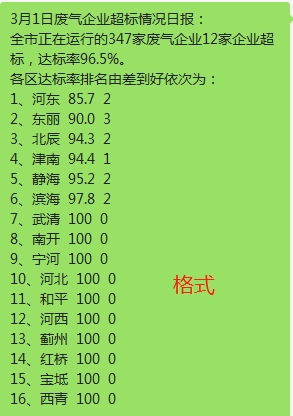 3月1日废气企业超标情况日报：
全市正在运行的347家废气企业12家企业超
标，达标率96.5%。
各区达标率排名由差到好依次为：
1、河东 85.7 2
2、东丽 90.0 3
3、北辰 94.3 2
4、津南 94.4 1
5、静海 95.2 2
6、滨海 97.8 2
7、武清 100 0
8、南开 100 0
9、宁河 100 0
10、河北 100 0
格式
11、和平 100 0
12、河西 100 0
13、蓟州 100 0
14、红桥 100 0
15、宝坻 100 0
16、西青 100 0